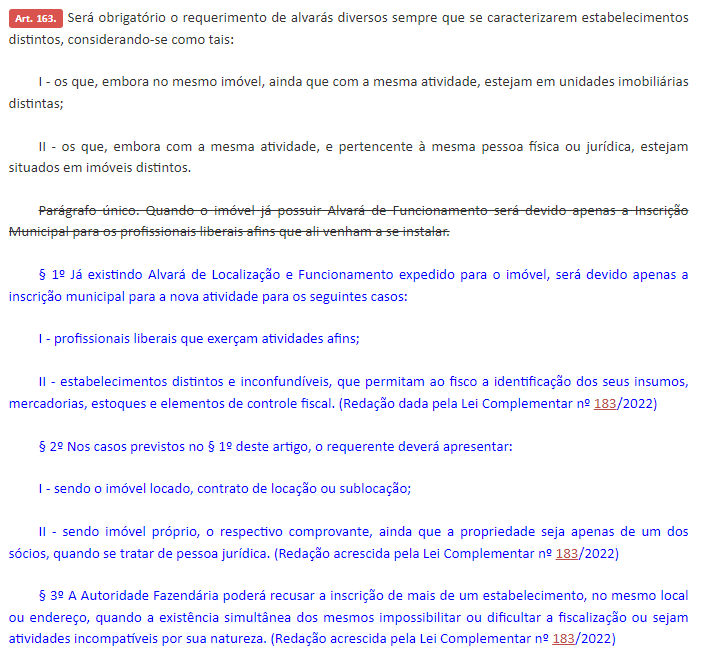 Art. 163. Será obrigatório o requerimento de alvarás diversos sempre que se caracterizarem estabelecimentos
distintos, considerando-se como tais:
I - os que, embora no mesmo imóvel, ainda que com a mesma atividade, estejam em unidades imobiliárias
distintas;
II - os que, embora com a mesma atividade, e pertencente à mesma pessoa física ou jurídica, estejam
situados em imóveis distintos.
Parágrafo único. Quando o imóvel já possuir Alvará de Funcionamento será devido apenas a Inscrição
Municipal para os profissionais liberais afins que ali venham a se instalar.
§ 1º Já existindo Alvará de Localização e Funcionamento expedido para o imóvel, será devido apenas a
inscrição municipal para a nova atividade para os seguintes casos:
I - profissionais liberais que exerçam atividades afins;
II - estabelecimentos distintos e inconfundíveis, que permitam ao fisco a identificação dos seus insumos,
mercadorias, estoques e elementos de controle fiscal. (Redação dada pela Lei Complementar nº 183/2022)
§ 2º Nos casos previstos no § 1º deste artigo, o requerente deverá apresentar:
I - sendo o imóvel locado, contrato de locação ou sublocação;
II - sendo imóvel próprio, o respectivo comprovante, ainda que a propriedade seja apenas de um dos
sócios, quando se tratar de pessoa jurídica. (Redação acrescida pela Lei Complementar nº 183/2022)
§ 3º A Autoridade Fazendária poderá recusar a inscrição de mais de um estabelecimento, no mesmo local
ou endereço, quando a existência simultânea dos mesmos impossibilitar ou dificultar a fiscalização ou sejam
atividades incompatíveis por sua natureza. (Redação acrescida pela Lei Complementar nº 183/2022)